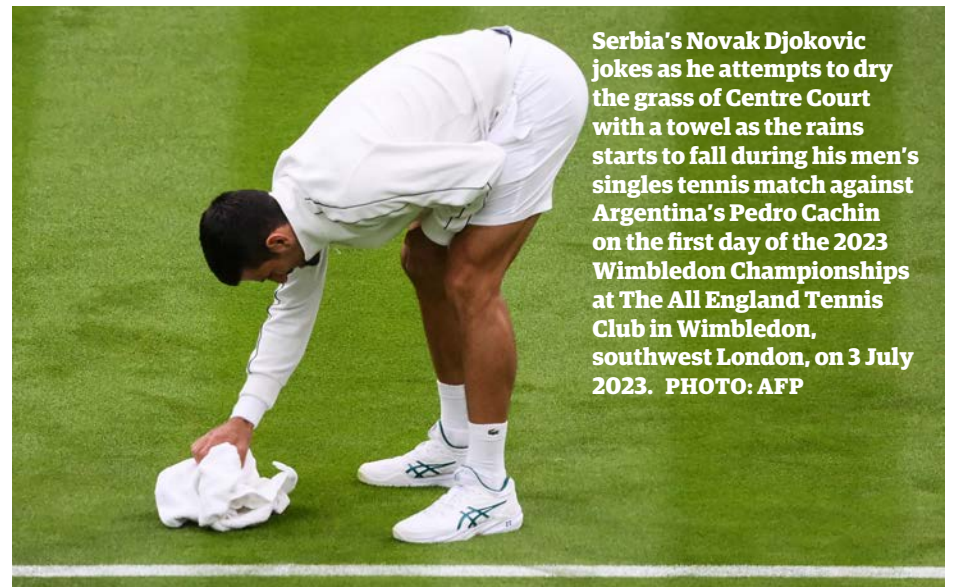 Serbia's Novak Djokovic
jokes as he attempts to dry
the grass of Centre Court
with a towel as the rains
starts to fall during his men's
singles tennis match against
Argentina's Pedro Cachin
on the first day of the 2023
Wimbledon Championships
at The All England Tennis
Club in Wimbledon,
southwest London, on 3 July
2023. PHOTO: AFP